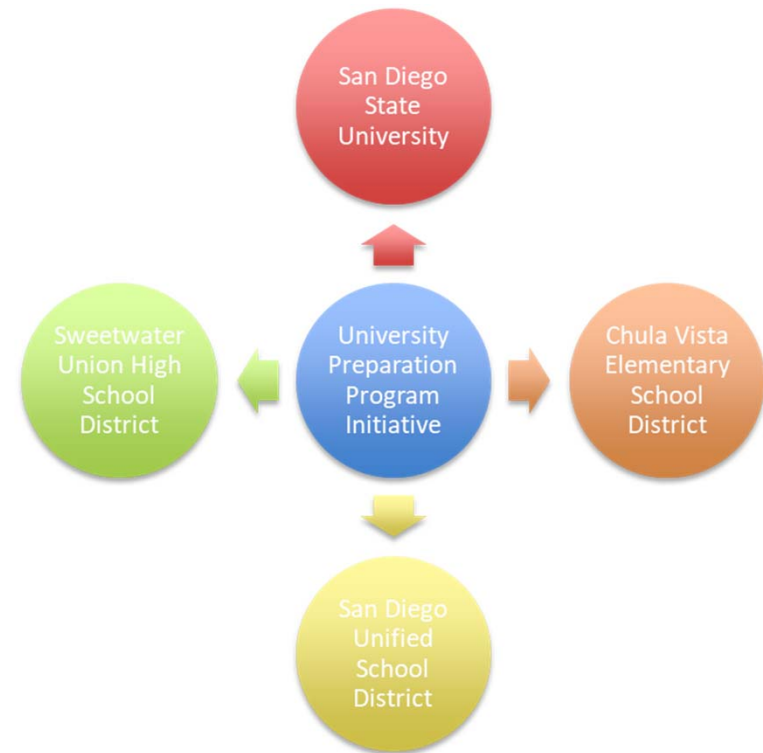 San Diego
State
University
Sweetwater
Union High
School
District
University
Preparation
Program
Initiative
Chula Vista
Elementary
School
District
San Diego
Unified
School
District